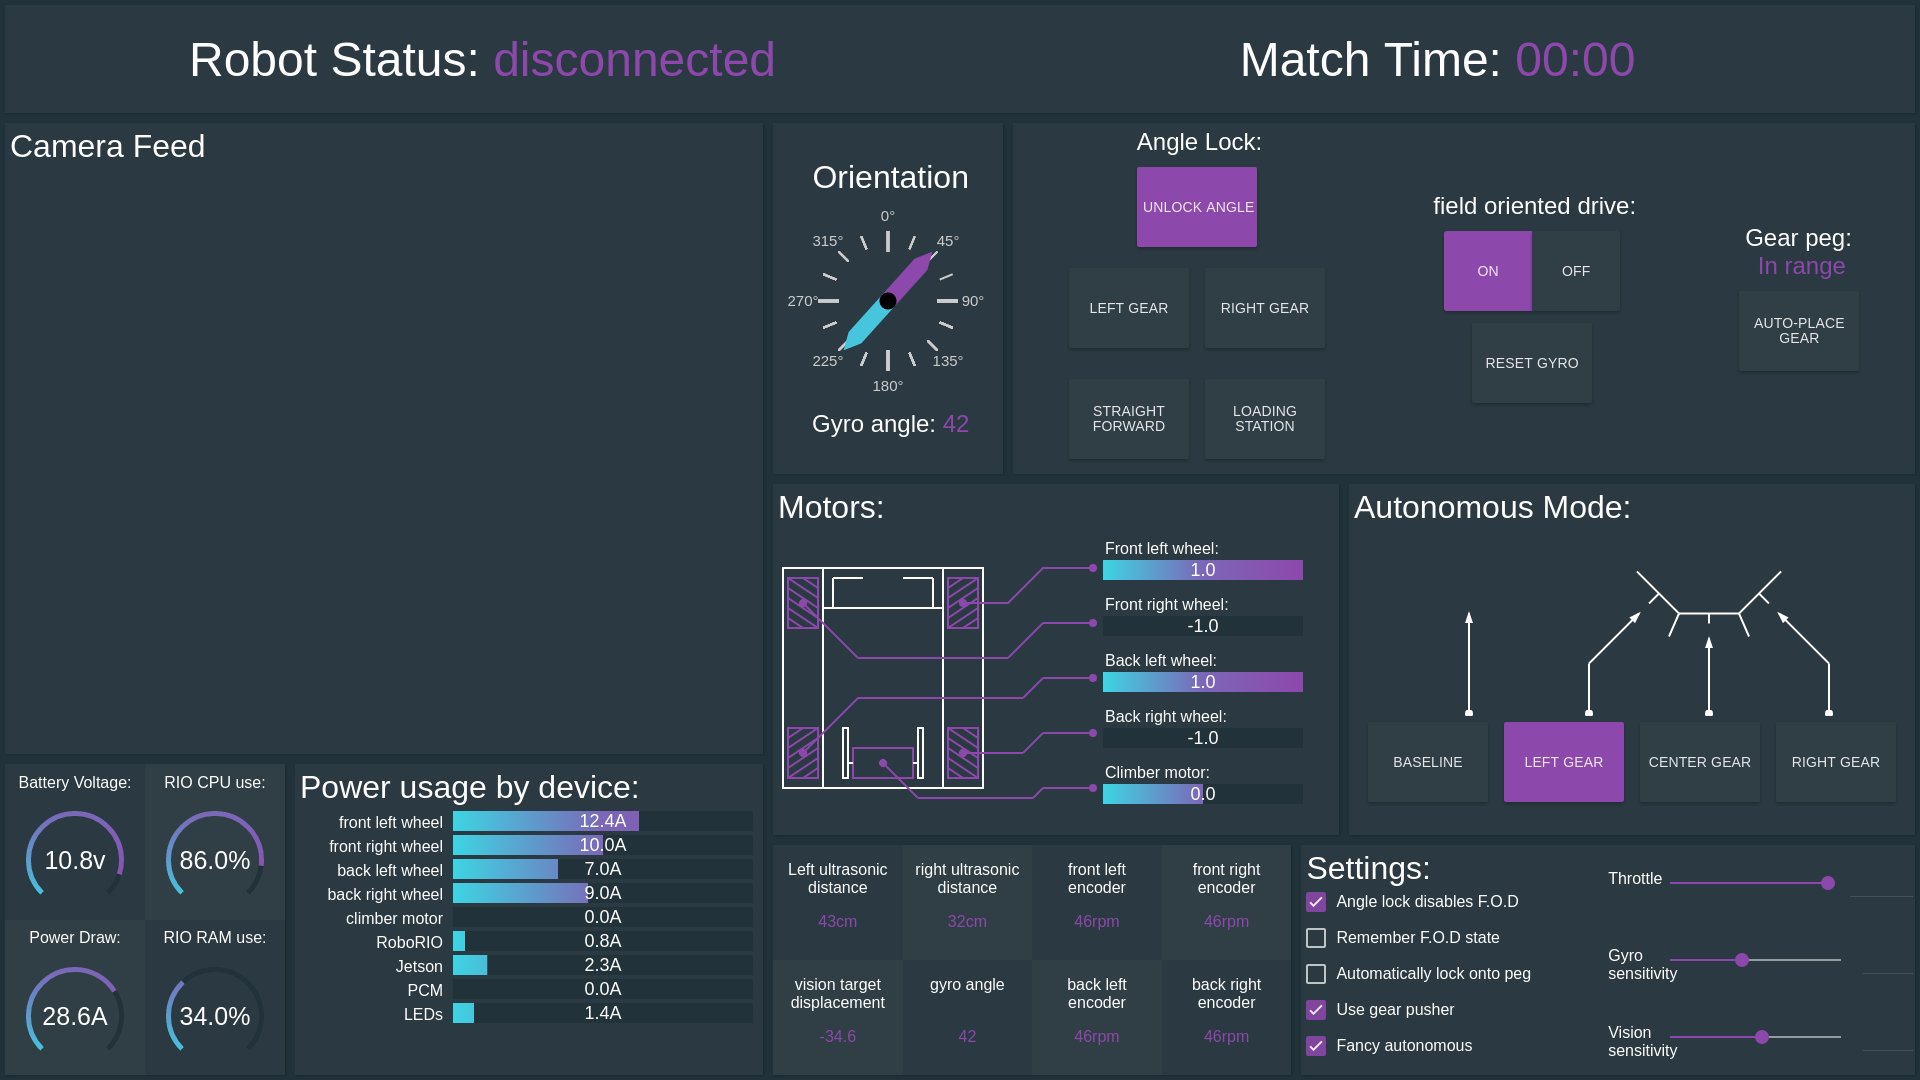 Robot Status: disconnected
Match Time: 00:00
Camera Feed
Orientation
0°
315°
45°
270°
90°
225°
135°
180°
Gyro angle: 42
Angle Lock:
UNLOCK ANGLE
LEFT GEAR
RIGHT GEAR
STRAIGHT
FORWARD
LOADING
STATION
field oriented drive:
ON
OFF
RESET GYRO
Gear peg:
In range
AUTO-PLACE
GEAR
Motors:
Front left wheel:
1.0
Front right wheel:
-1.0
Back left wheel:
1.0
Back right wheel:
-1.0
Climber motor:
0.0
Autonomous Mode:
BASELINE
LEFT GEAR
CENTER GEAR
RIGHT GEAR
Battery Voltage:
10.8v
RIO CPU use:
86.0%
Power Draw:
28.6A
RIO RAM use:
34.0%
Power usage by device:
front left wheel 12.4A
front right wheel 10.0A
back left wheel 7.0A
back right wheel 9.0A
climber motor 0.0A
RoboRIO 0.8A
Jetson 2.3A
PCM 0.0A
LEDs 1.4A
Left ultrasonic
distance
43cm
right ultrasonic
distance
32cm
front left
encoder
46rpm
front right
encoder
46rpm
vision target
displacement
-34.6
gyro angle
42
back left
encoder
46rpm
back right
encoder
46rpm
Settings:
Angle lock disables F.O.D
Remember F.O.D state
Automatically lock onto peg
Use gear pusher
Fancy autonomous
Throttle
Gyro
sensitivity
Vision
sensitivity